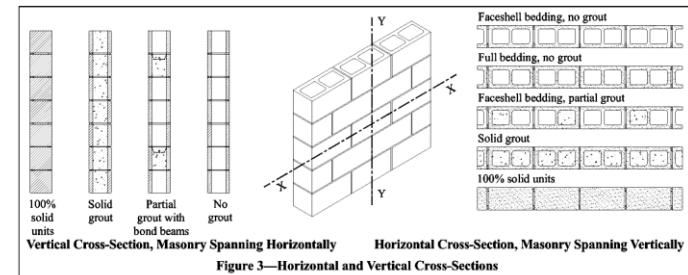 100%
solid
units
Solid
grout
Partial
grout with
bond beams
No
grout
Vertical Cross-Section, Masonry Spanning Horizontally
Y
X
X
Y
Faceshell bedding, no grout
Full bedding, no grout
Faceshell bedding, partial grout
Solid grout
100% solid units
Horizontal Cross-Section, Masonry Spanning Vertically
Figure 3—Horizontal and Vertical Cross-Sections